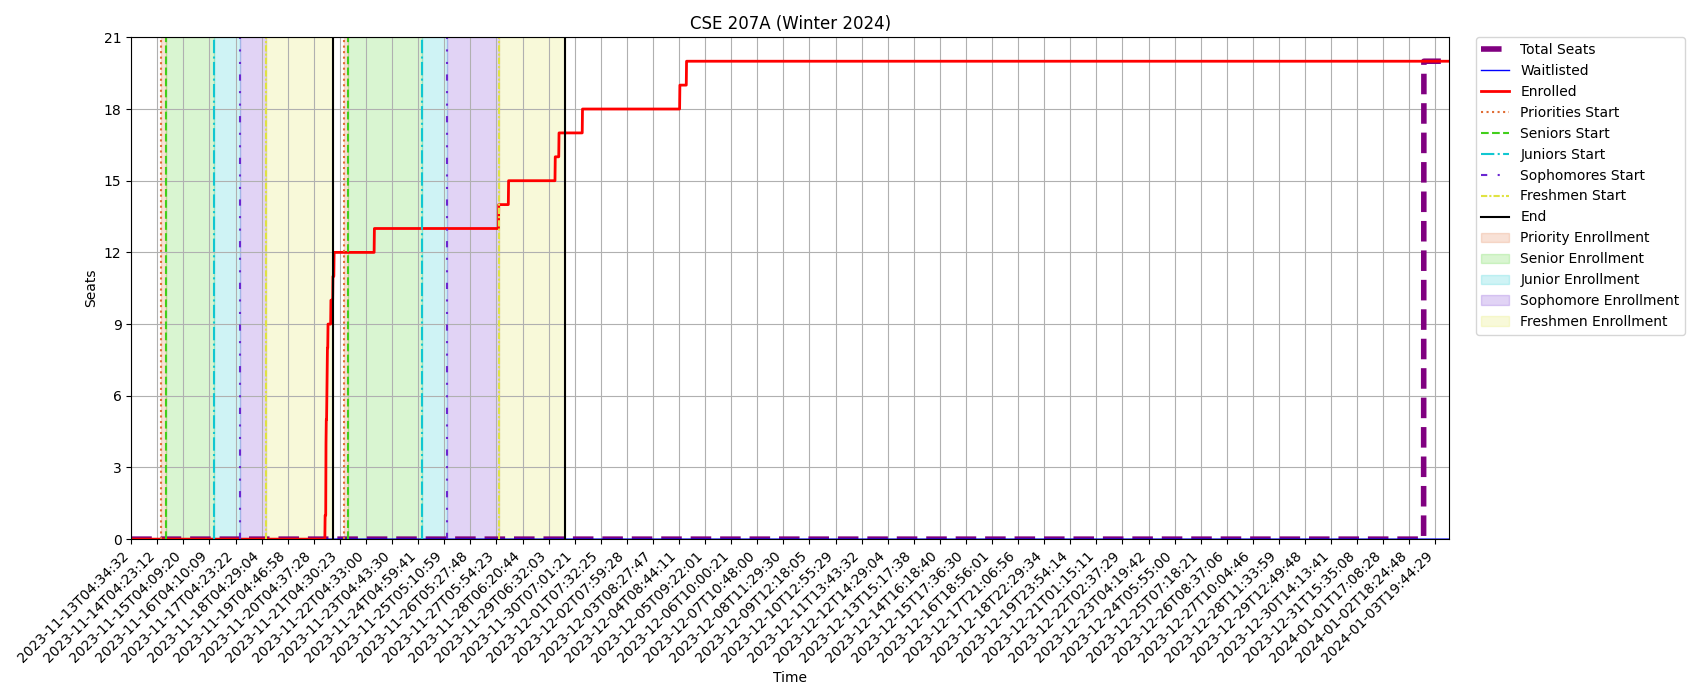 CSE 207A (Winter 2024)
Seats
21
18
15
12
9
6
3
0
2023-11-13T04:34:32
2023-11-14T04:23:12
2023-11-15T04:09:20
2023-11-16T04:10:09
2023-11-17T04:23:22
2023-11-18T04:29:04
2023-11-19T04:46:58
2023-11-20T04:37:28
2023-11-21T04:30:23
2023-11-22T04:33:00
2023-11-23T04:43:30
2023-11-24T04:59:41
2023-11-25T05:10:59
2023-11-26T05:27:48
2023-11-27T05:54:23
2023-11-28T06:20:44
2023-11-29T06:32:03
2023-11-30T07:01:21
2023-12-01T07:32:25
2023-12-02T07:59:28
2023-12-03T08:27:47
2023-12-04T08:44:11
2023-12-05T09:22:01
2023-12-06T10:00:21
2023-12-07T10:48:00
2023-12-08T11:29:30
2023-12-09T12:18:05
2023-12-10T12:55:29
2023-12-11T13:43:32
2023-12-12T14:29:04
2023-12-13T15:17:38
2023-12-14T16:18:40
2023-12-15T17:36:30
2023-12-16T18:56:01
2023-12-17T21:06:56
2023-12-18T22:29:34
2023-12-19T23:54:14
2023-12-21T01:15:11
2023-12-22T02:37:29
2023-12-23T04:19:42
2023-12-24T05:55:00
2023-12-25T07:18:21
2023-12-26T08:37:06
2023-12-27T10:04:46
2023-12-28T11:33:59
2023-12-29T12:49:48
2023-12-30T14:13:41
2023-12-31T15:35:08
2024-01-01T17:08:28
2024-01-02T18:24:48
2024-01-03T19:44:29
Time
Total Seats
Waitlisted
Enrolled
Priorities Start
Seniors Start
Juniors Start
Sophomores Start
Freshmen Start
End
Priority Enrollment
Senior Enrollment
Junior Enrollment
Sophomore Enrollment
Freshmen Enrollment